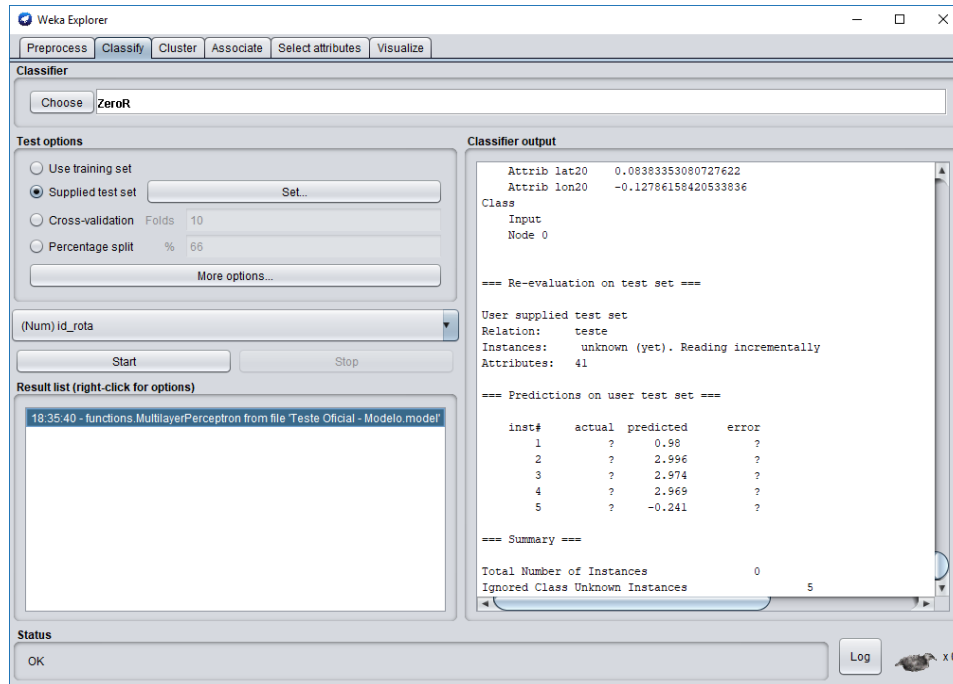 Weka Explorer
Preprocess Classify Cluster Associate Select attributes Visualize
Classifier
Choose ZeroR
Test options
Use training set
Supplied test set Set...
Cross-validation Folds 10
Percentage split % 66
More options...
(Num) id_rota
Start Stop
Result list (right-click for options)
18:35:40 - functions.MultilayerPerceptron from file 'Teste Oficial - Modelo.model'
Classifier output
Attrib lat20 0.08383353080727622
Attrib lon20 -0.12786158420533836
Class
Input
Node 0
=== Re-evaluation on test set ===
User supplied test set
Relation: teste
Instances: unknown (yet). Reading incrementally
Attributes: 41
=== Predictions on user test set ===
inst# actual predicted error
1 ? 0.98 ?
2 ? 2.996 ?
3 ? 2.974 ?
4 ? 2.969 ?
5 ? -0.241 ?
=== Summary ===
Total Number of Instances 0
Ignored Class Unknown Instances 5
Status
OK
Log
x